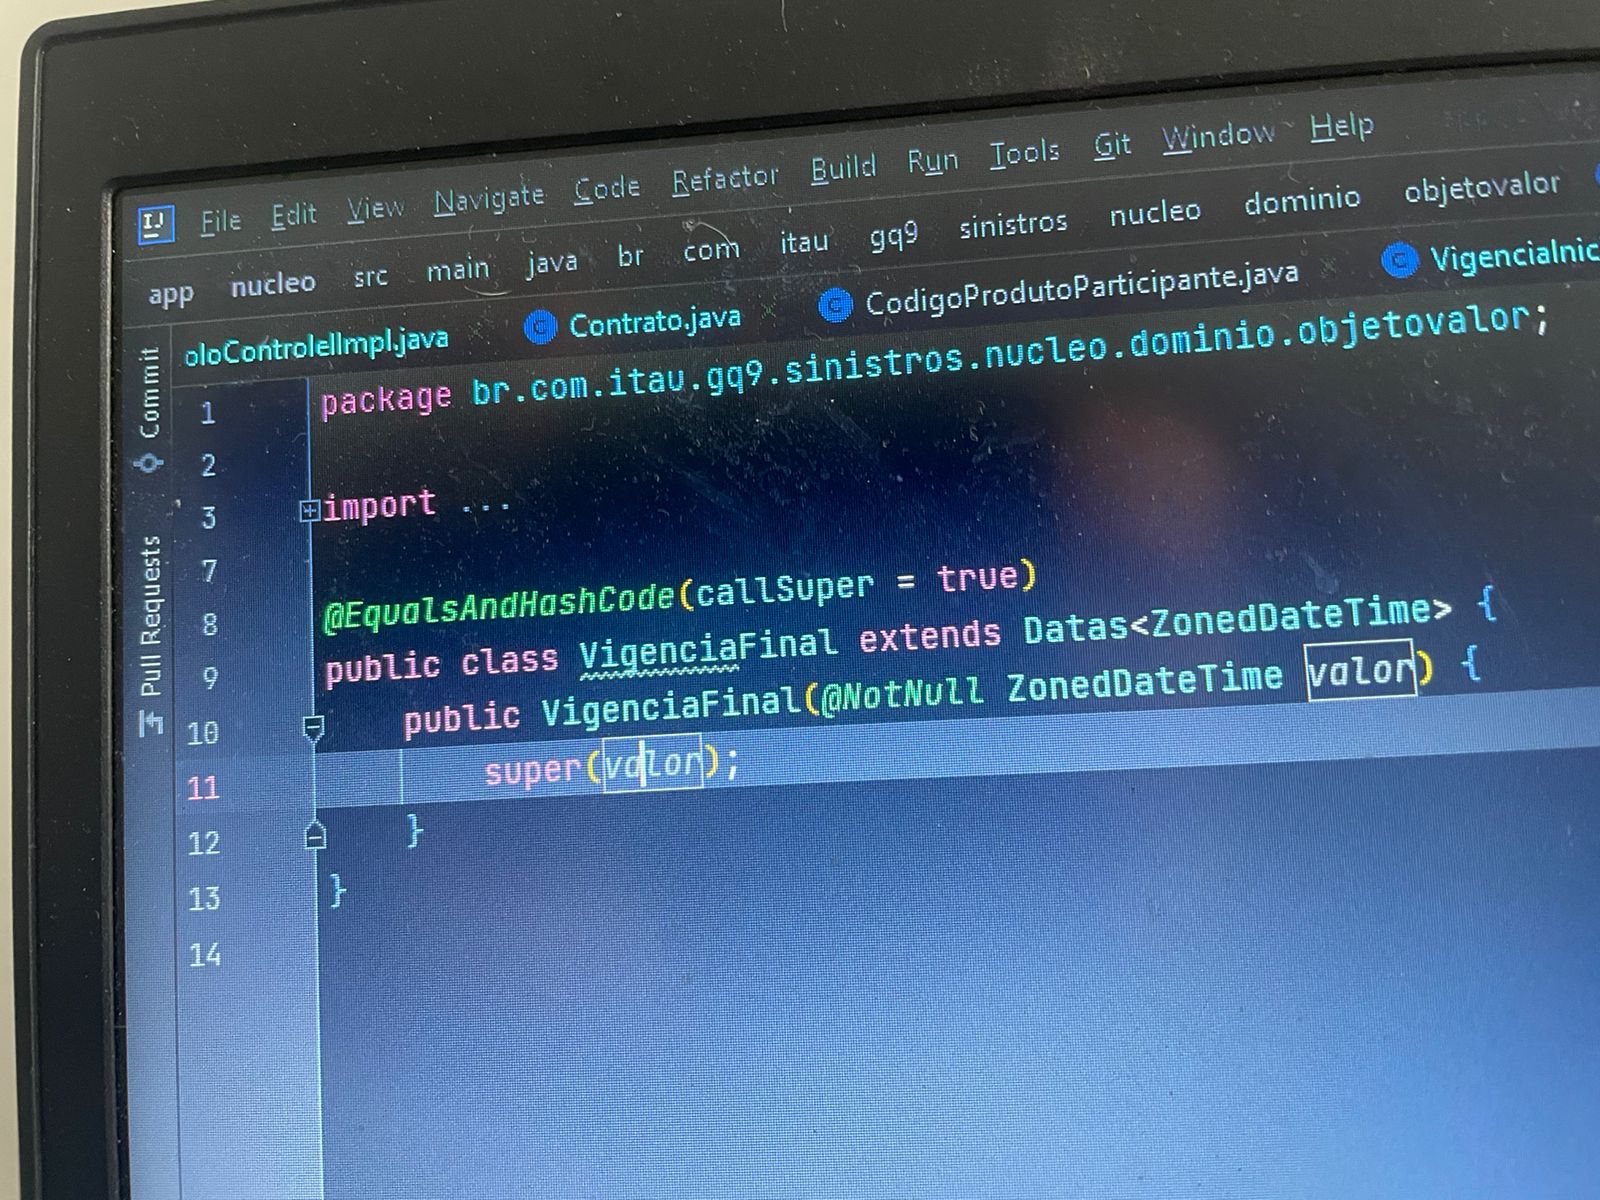 IJ File Edit View Navigate Code Refactor Build Run Tools Git Window Help
app nucleo src main java br com itau gq9 sinistros nucleo dominio objetovalor
oloControleIImpl.java Contrato.java CodigoProdutoParticipante.java VigenciaInic
Commit
Pull Requests
1 package br.com.itau.gq9.sinistros.nucleo.dominio.objetovalor;
2
3 import ...
7
8 @EqualsAndHashCode(callSuper = true)
9 public class VigenciaFinal extends Datas<ZonedDateTime> {
10 public VigenciaFinal(@NotNull ZonedDateTime valor) {
11 super(valor);
12 }
13 }
14